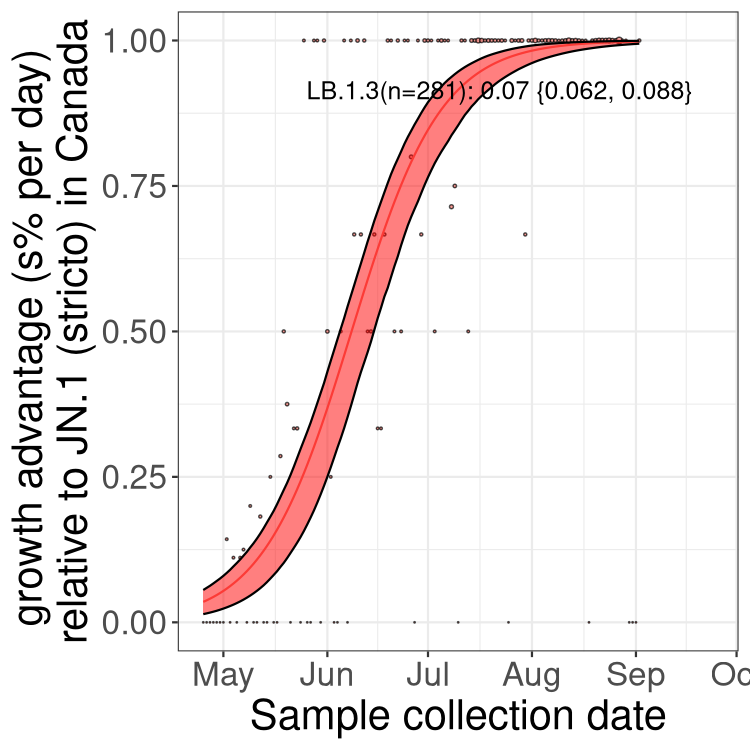 growth advantage (s% per day)
relative to JN.1 (stricto) in Canada
1.00
0.75
0.50
0.25
0.00
LB.1.3(n=281): 0.07 {0.062, 0.088}
May Jun Jul Aug Sep Oc
Sample collection date